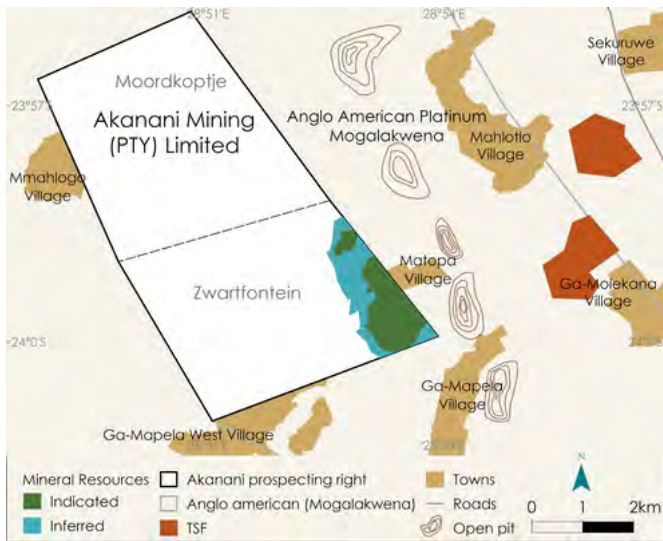 28°51'E
28°54'E
Sekuruwe
Village
Moordkoptje
23°57'S
23°57'S
Akanani Mining
(PTY) Limited
Anglo American Platinum
Mogalakwena
Mahlotlo
Village
Mmahlogo
Village
Matopa
Village
Zwartfontein
Ga-Molekana
Village
24°0'S
24°0'S
Ga-Mapela
Village
Ga-Mapela West Village
Mineral Resources
Indicated
Inferred
Akanani prospecting right
Anglo american (Mogalakwena)
TSF
Towns
Roads
Open pit
N
0 1 2km